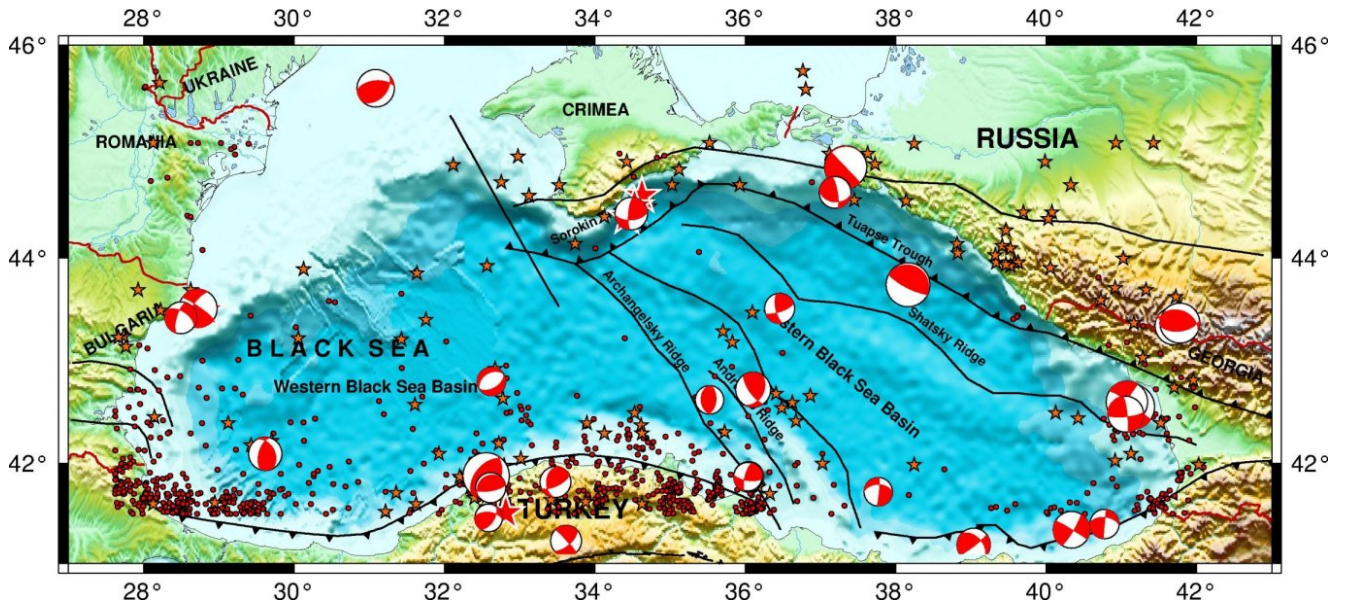 28° 30° 32° 34° 36° 38° 40° 42°
46° 46°
UKRAINE
CRIMEA
ROMANIA
RUSSIA
Sorokin
Tuapse Trough
44° 44°
Archangelsky Ridge
BULGARIA
Shatsky Ridge
BLACK SEA
stern Black Sea Basin
GEORGIA
Western Black Sea Basin
And
Ridge
42° 42°
TURKEY
28° 30° 32° 34° 36° 38° 40° 42°